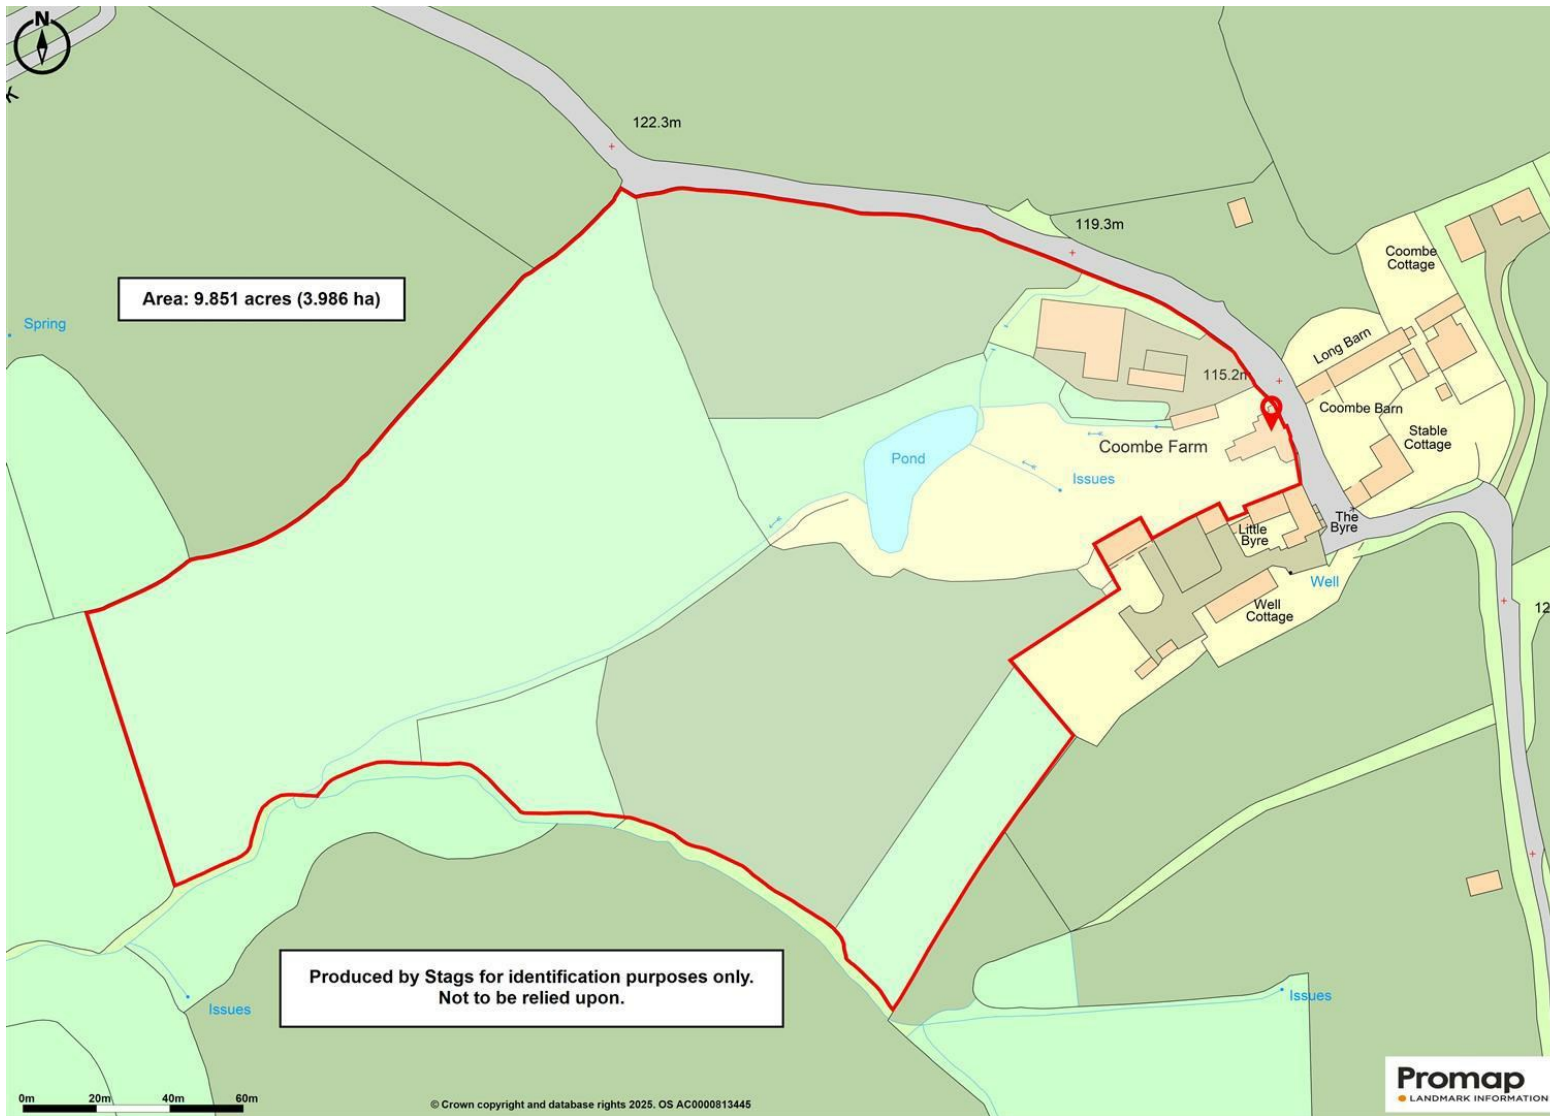 N
122.3m
119.3m
Coombe
Cottage
Area: 9.851 acres (3.986 ha)
Spring
Long Barn
115.2m
Coombe Barn
Stable
Cottage
Coombe Farm
Pond
Issues
The
Byre
Little
Byre
Well
Well
Cottage
12
Produced by Stags for identification purposes only.
Not to be relied upon.
Issues
Issues
Promap
LANDMARK INFORMATION
0m 20m 40m 60m
© Crown copyright and database rights 2025. OS AC0000813445